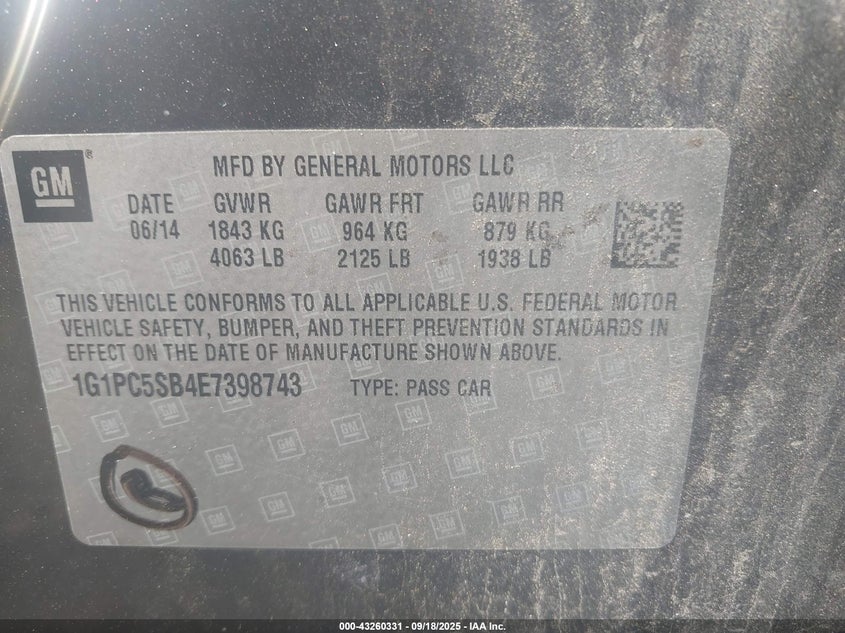 GM
MFD BY GENERAL MOTORS LLC
DATE GVWR GAWR FRT GAWR RR
06/14 1843 KG 964 KG 879 KG
4063 LB 2125 LB 1938 LB
THIS VEHICLE CONFORMS TO ALL APPLICABLE U.S. FEDERAL MOTOR
VEHICLE SAFETY, BUMPER, AND THEFT PREVENTION STANDARDS IN
EFFECT ON THE DATE OF MANUFACTURE SHOWN ABOVE.
1G1PC5SB4E7398743 TYPE: PASS CAR
000-43260331 - 09/18/2025 - IAA Inc.